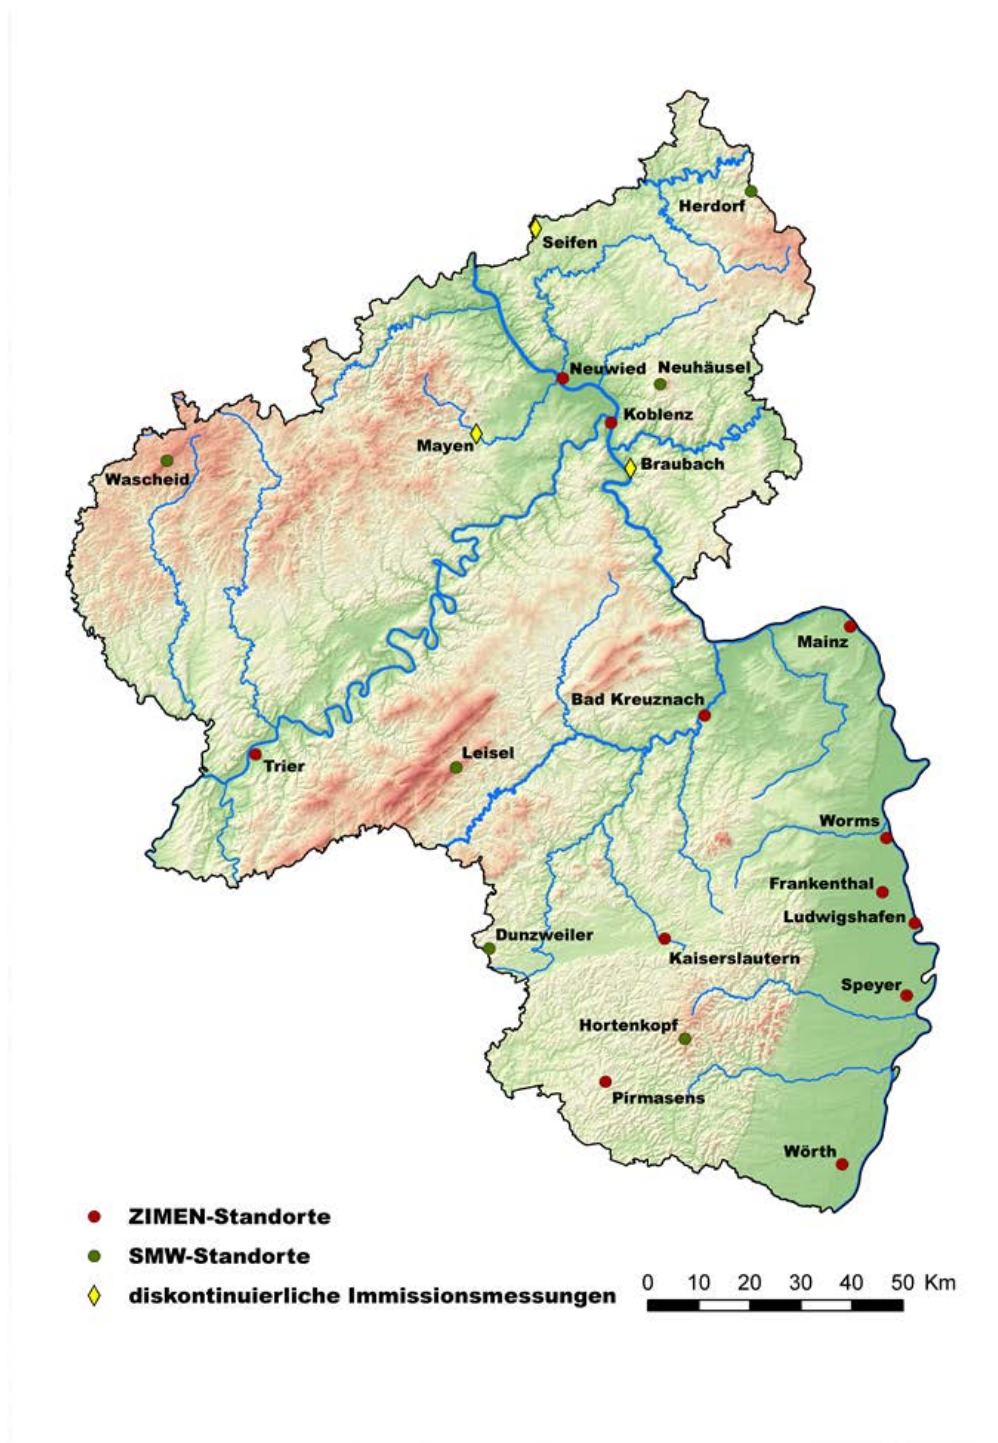 Herdorf
Seifen
Neuwied
Neuhäusel
Koblenz
Mayen
Braubach
Wascheid
Mainz
Bad Kreuznach
Leisel
Trier
Worms
Frankenthal
Ludwigshafen
Dunzweiler
Kaiserslautern
Speyer
Hortenkopf
Pirmasens
Wörth
ZIMEN-Standorte
SMW-Standorte
diskontinuierliche Immissionsmessungen
0 10 20 30 40 50 Km